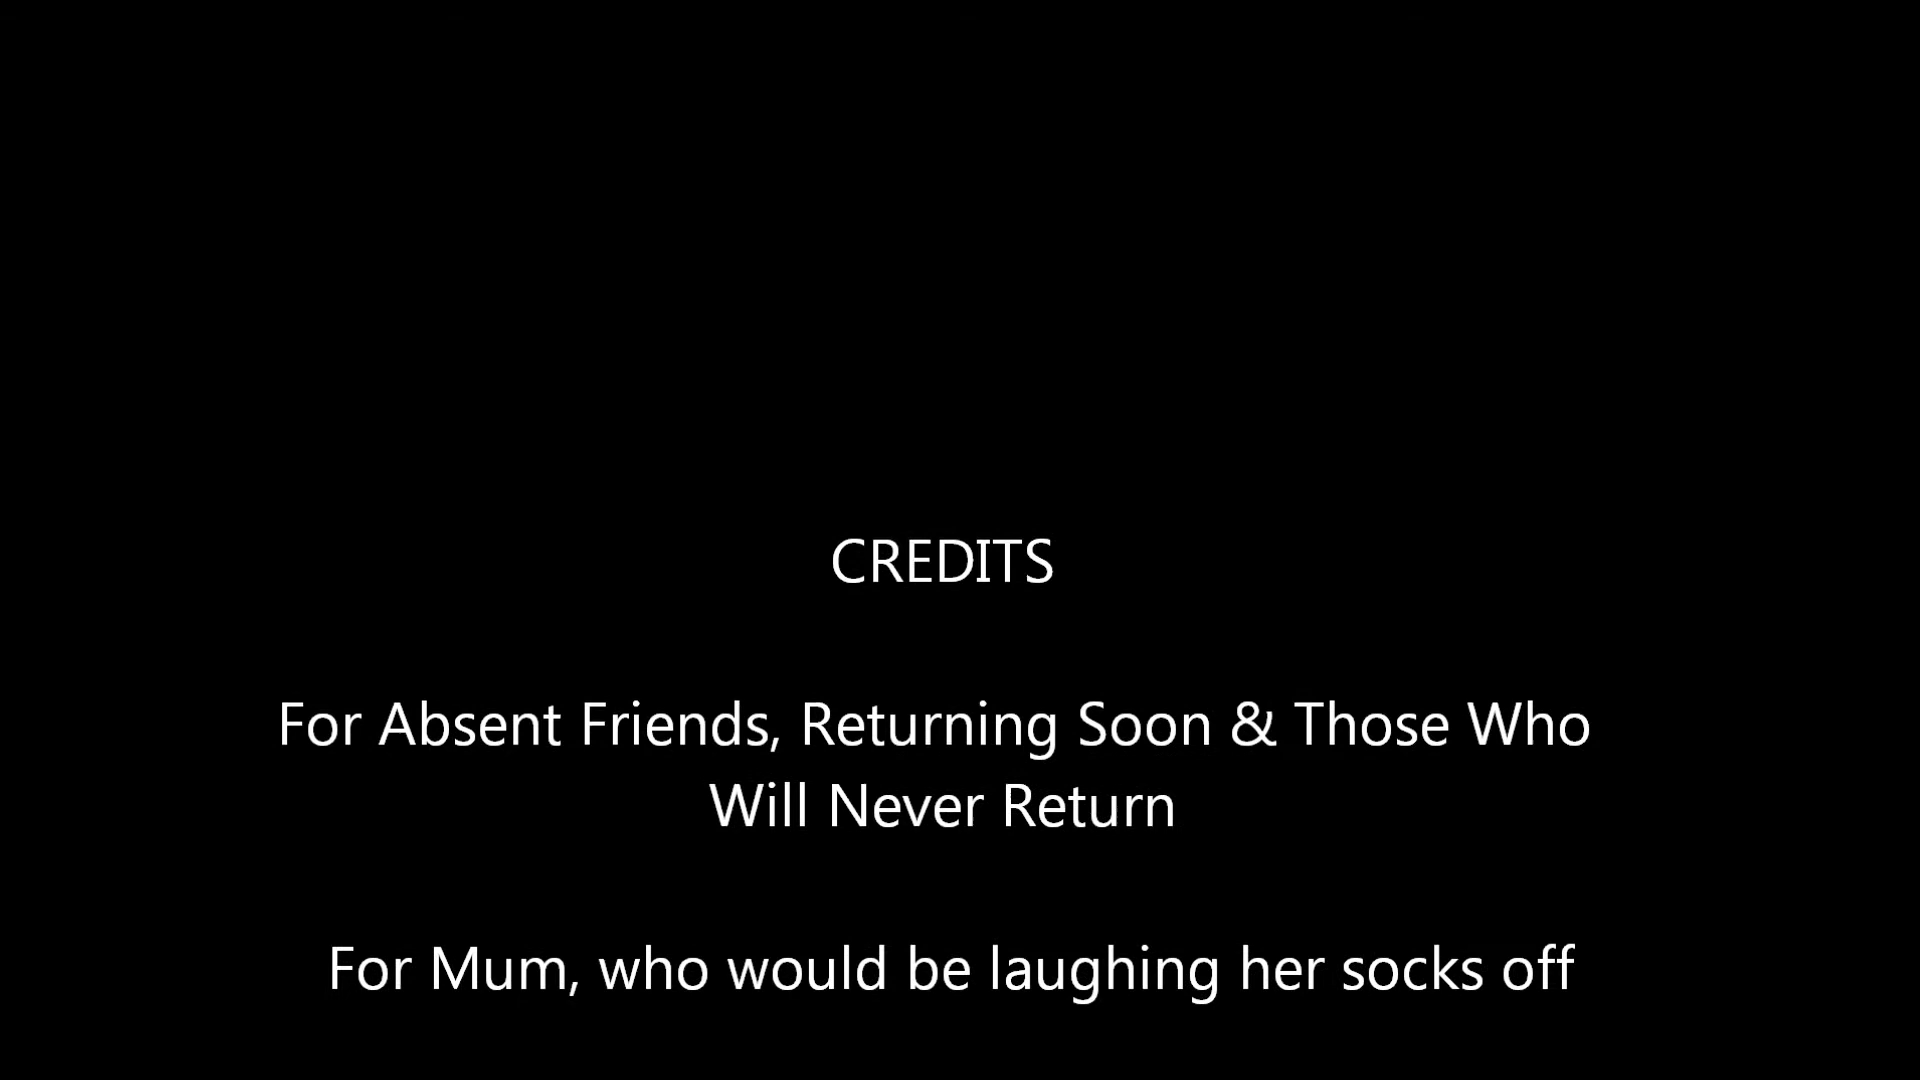 CREDITS
For Absent Friends, Returning Soon & Those Who
Will Never Return
For Mum, who would be laughing her socks off